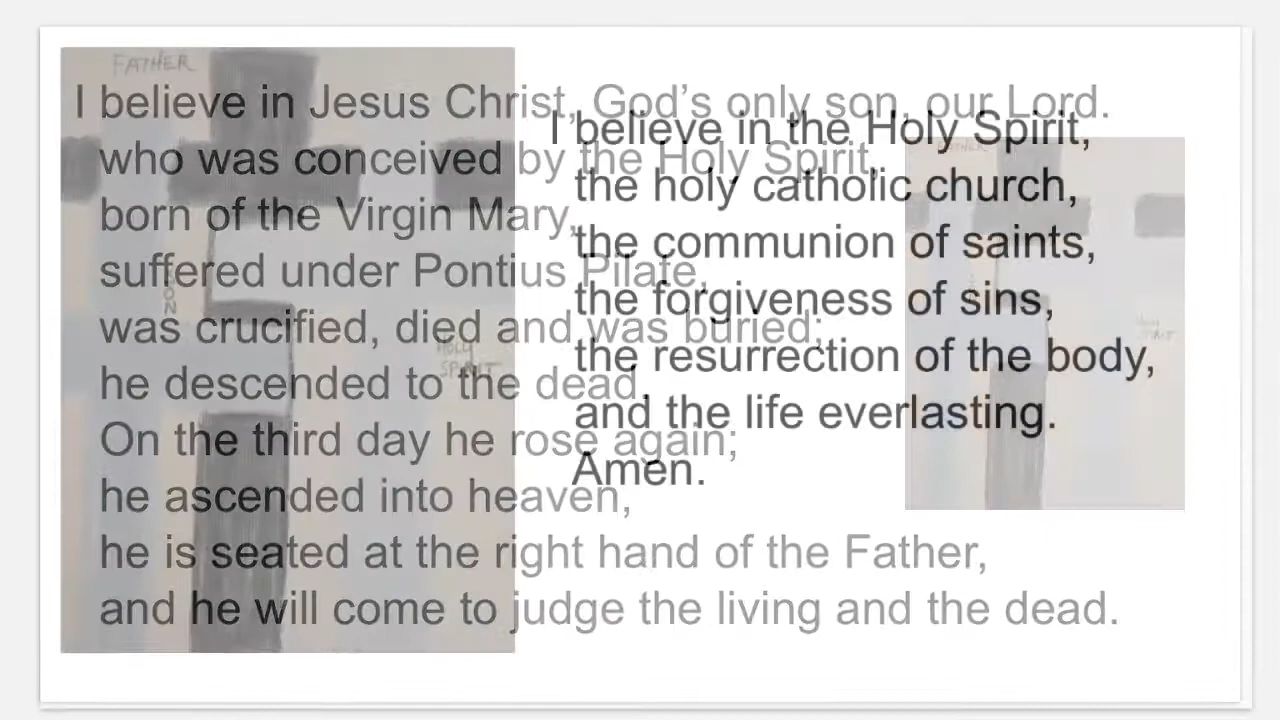 FATHER
I believe in Jesus Christ, God's only son, our Lord.
who was conceived by the Holy Spirit,
born of the Virgin Mary,
suffered under Pontius Pilate,
was crucified, died and was buried;
he descended to the dead.
On the third day he rose again;
he ascended into heaven,
he is seated at the right hand of the Father,
and he will come to judge the living and the dead.
SON
HOLY
SPIRIT
I believe in the Holy Spirit,
the holy catholic church,
the communion of saints,
the forgiveness of sins,
the resurrection of the body,
and the life everlasting.
Amen.